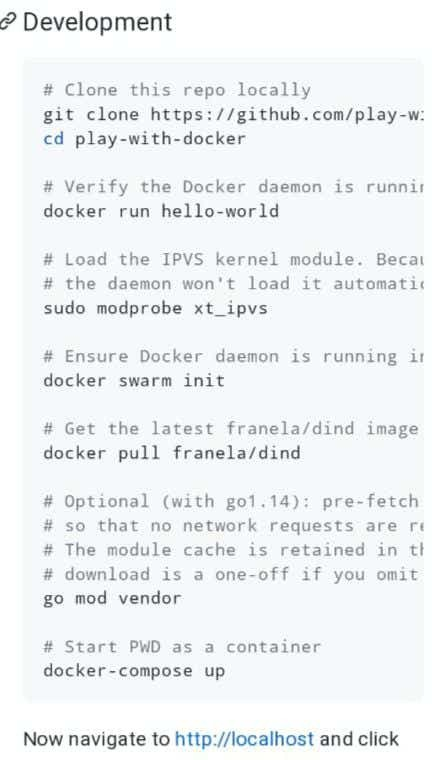 Development
# Clone this repo locally
git clone https://github.com/play-wi
cd play-with-docker
# Verify the Docker daemon is runnin
docker run hello-world
# Load the IPVS kernel module. Becau
# the daemon won't load it automatic
sudo modprobe xt_ipvs
# Ensure Docker daemon is running in
docker swarm init
# Get the latest franela/dind image
docker pull franela/dind
# Optional (with go1.14): pre-fetch
# so that no network requests are re
# The module cache is retained in th
# download is a one-off if you omit
go mod vendor
# Start PWD as a container
docker-compose up
Now navigate to http://localhost and click